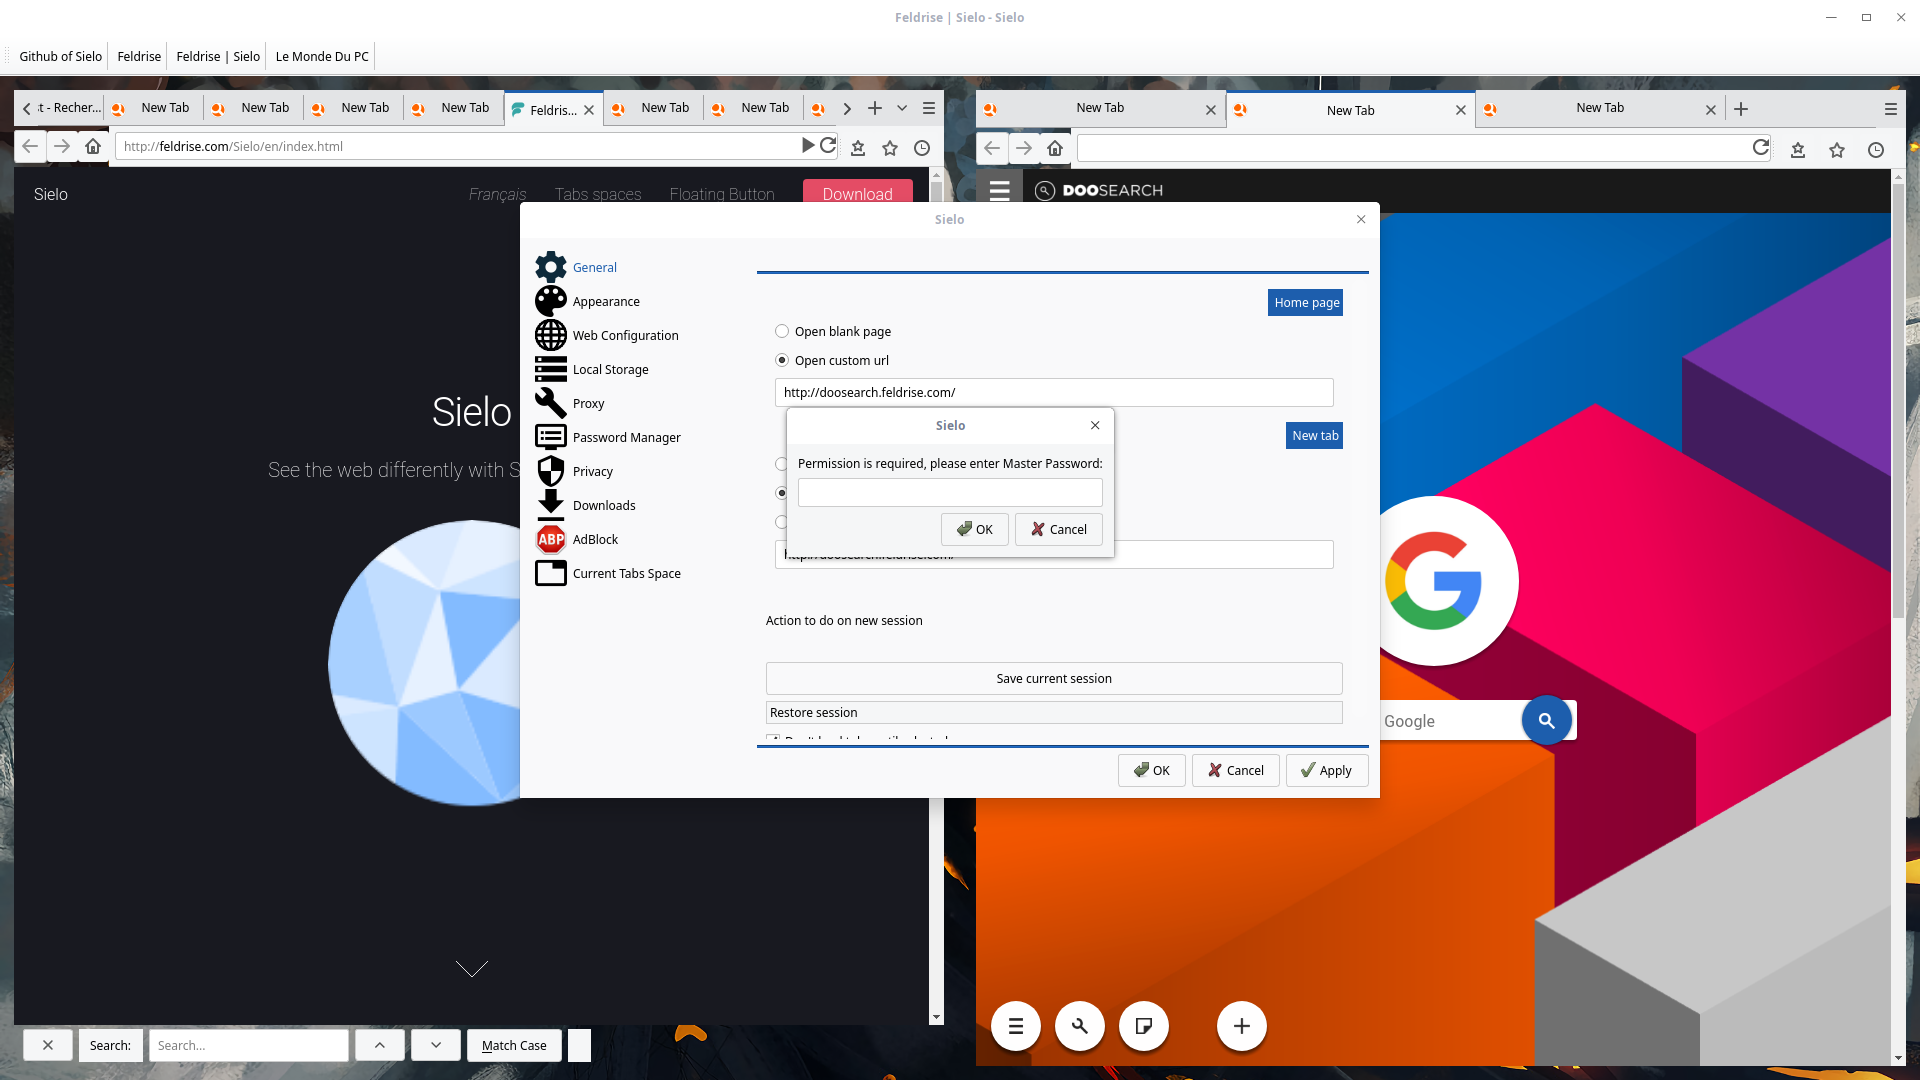 Feldrise | Sielo - Sielo
Github of Sielo
Feldrise
Feldrise | Sielo
Le Monde Du PC
t - Recher...
New Tab
New Tab
New Tab
New Tab
Feldris...
New Tab
New Tab
New Tab
New Tab
New Tab
http://feldrise.com/Sielo/en/index.html
Sielo
Français
Tabs spaces
Floating Button
Download
DOOSEARCH
Sielo
See the web differently with S
Sielo
General
Appearance
Web Configuration
Local Storage
Proxy
Password Manager
Privacy
Downloads
ABP
AdBlock
Current Tabs Space
Home page
Open blank page
Open custom url
http://doosearch.feldrise.com/
New tab
Sielo
Permission is required, please enter Master Password:
OK
Cancel
http://doosearch.feldrise.com/
Action to do on new session
Save current session
Restore session
OK
Cancel
Apply
Google
Search:
Search...
Match Case